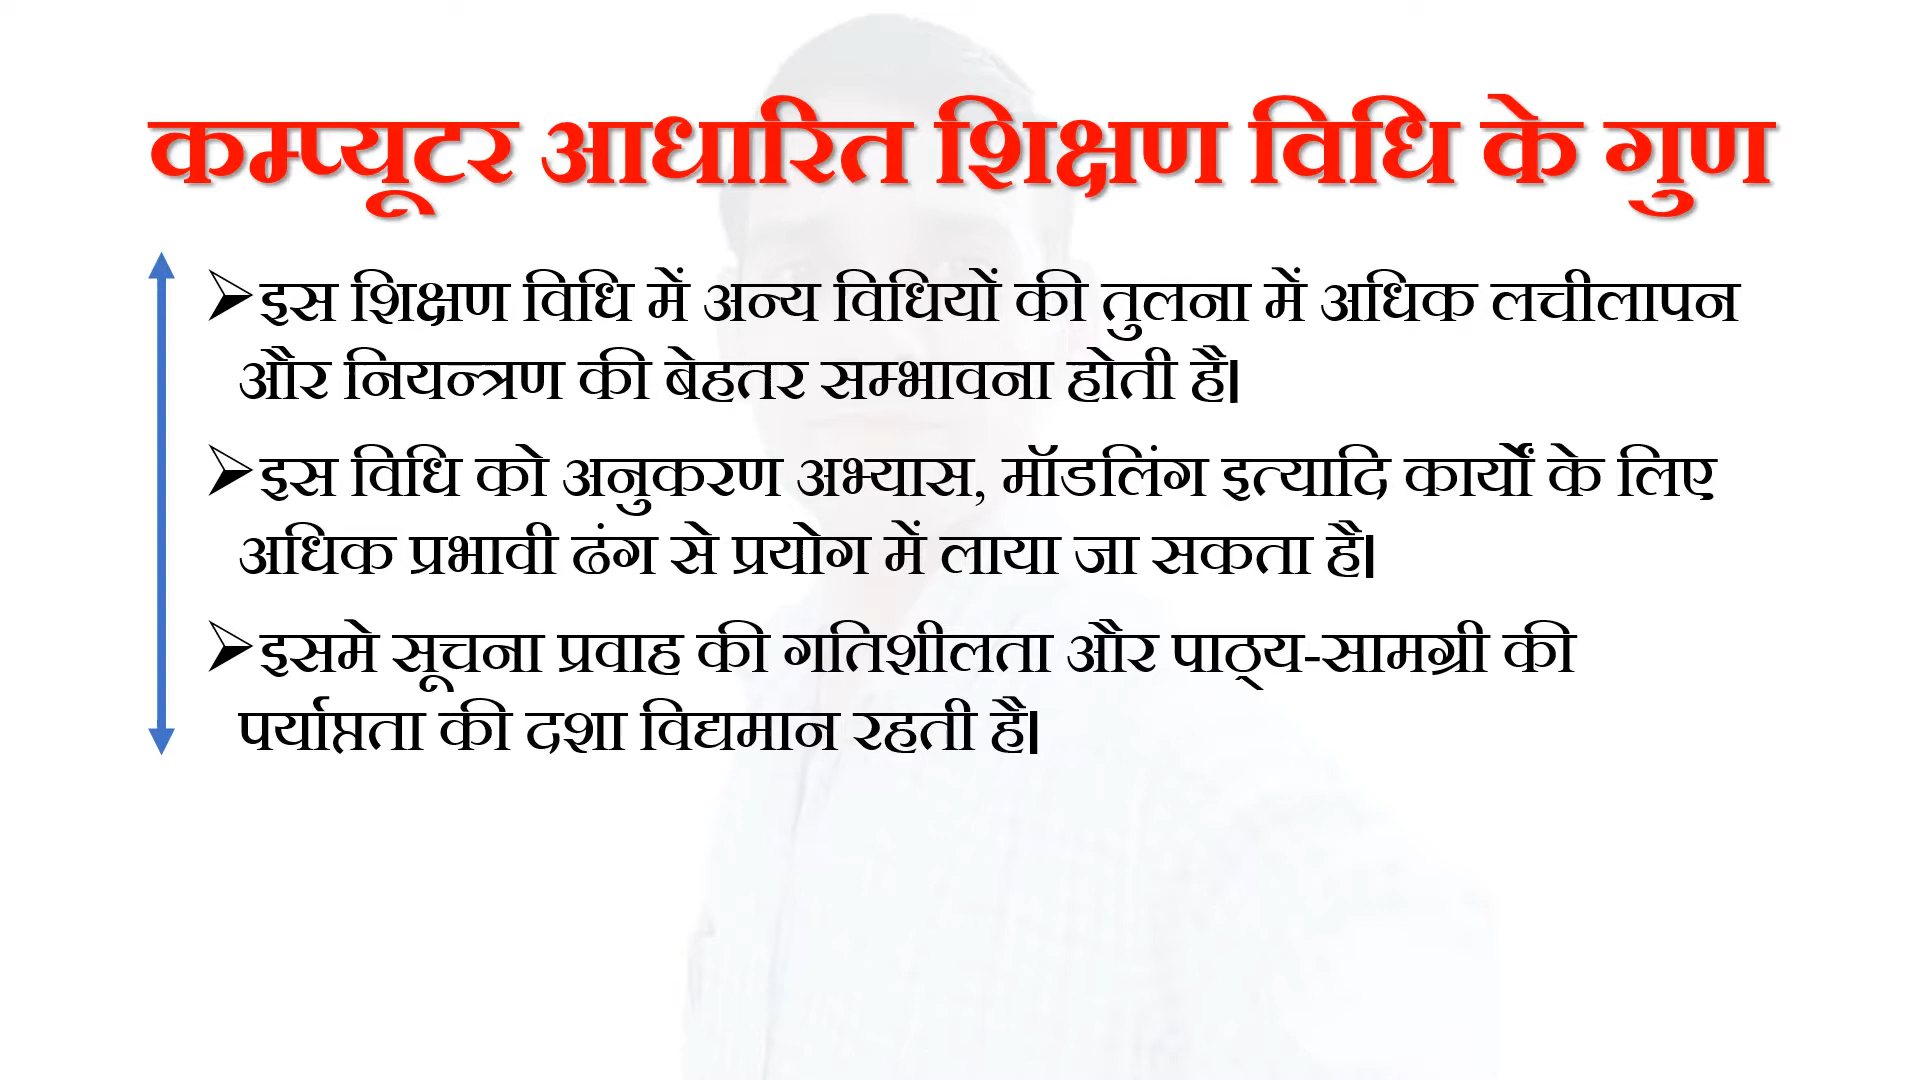 कम्प्यूटर आधारित शिक्षण विधि के गुण
इस शिक्षण विधि में अन्य विधियों की तुलना में अधिक लचीलापन
और नियन्त्रण की बेहतर सम्भावना होती है।
इस विधि को अनुकरण अभ्यास, मॉडलिंग इत्यादि कार्यों के लिए
अधिक प्रभावी ढंग से प्रयोग में लाया जा सकता है।
इसमे सूचना प्रवाह की गतिशीलता और पाठ्य-सामग्री की
पर्याप्तता की दशा विद्यमान रहती है।